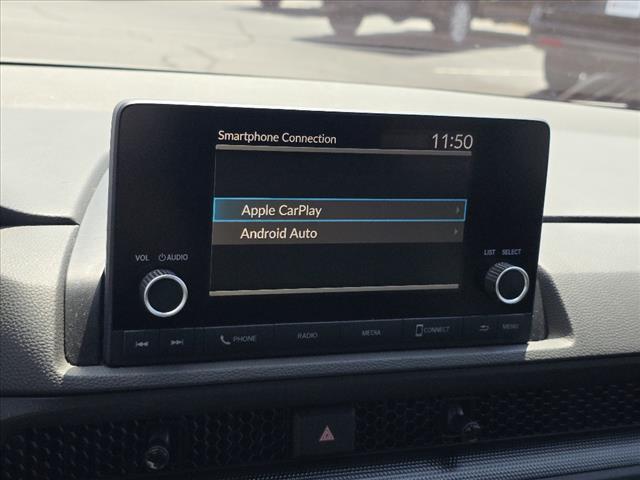 Smartphone Connection 11:50
Apple CarPlay
Android Auto
VOL AUDIO LIST SELECT
PHONE RADIO MEDIA CONNECT MENU